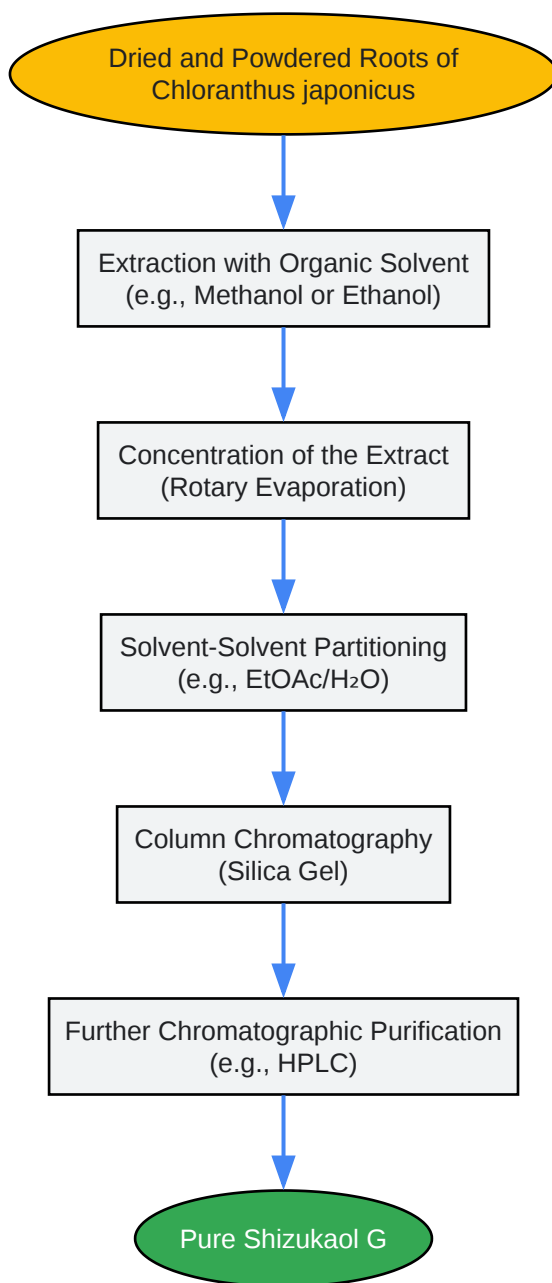 Dried and Powdered Roots of
Chloranthus japonicus
Extraction with Organic Solvent
(e.g., Methanol or Ethanol)
Concentration of the Extract
(Rotary Evaporation)
Solvent-Solvent Partitioning
(e.g., EtOAc/H₂O)
Column Chromatography
(Silica Gel)
Further Chromatographic Purification
(e.g., HPLC)
Pure Shizukaol G